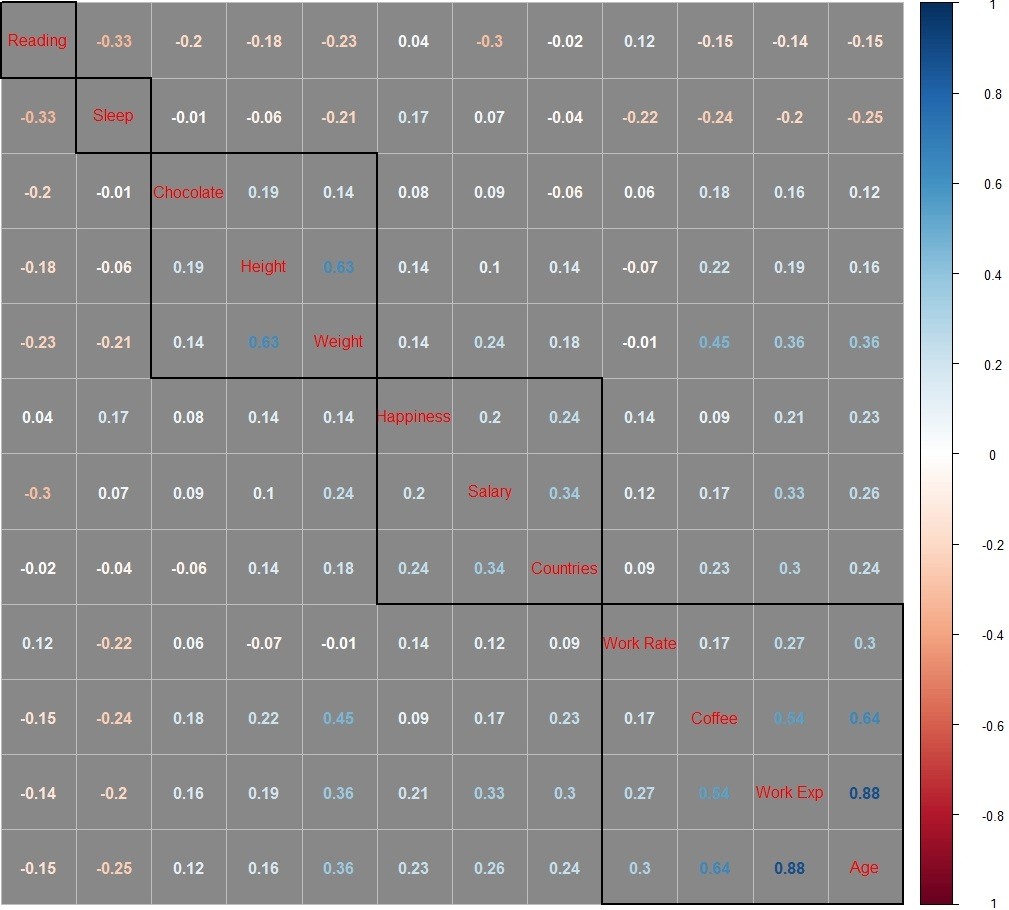 Reading -0.33 -0.2 -0.18 -0.23 0.04 -0.3 -0.02 0.12 -0.15 -0.14 -0.15
-0.33 Sleep -0.01 -0.06 -0.21 0.17 0.07 -0.04 -0.22 -0.24 -0.2 -0.25
-0.2 -0.01 Chocolate 0.19 0.14 0.08 0.09 -0.06 0.06 0.18 0.16 0.12
-0.18 -0.06 0.19 Height 0.63 0.14 0.1 0.14 -0.07 0.22 0.19 0.16
-0.23 -0.21 0.14 0.63 Weight 0.14 0.24 0.18 -0.01 0.45 0.36 0.36
0.04 0.17 0.08 0.14 0.14 Happiness 0.2 0.24 0.14 0.09 0.21 0.23
-0.3 0.07 0.09 0.1 0.24 0.2 Salary 0.34 0.12 0.17 0.33 0.26
-0.02 -0.04 -0.06 0.14 0.18 0.24 0.34 Countries 0.09 0.23 0.3 0.24
0.12 -0.22 0.06 -0.07 -0.01 0.14 0.12 0.09 Work Rate 0.17 0.27 0.3
-0.15 -0.24 0.18 0.22 0.45 0.09 0.17 0.23 0.17 Coffee 0.54 0.64
-0.14 -0.2 0.16 0.19 0.36 0.21 0.33 0.3 0.27 0.54 Work Exp 0.88
-0.15 -0.25 0.12 0.16 0.36 0.23 0.26 0.24 0.3 0.64 0.88 Age
1
0.8
0.6
0.4
0.2
0
-0.2
-0.4
-0.6
-0.8
1